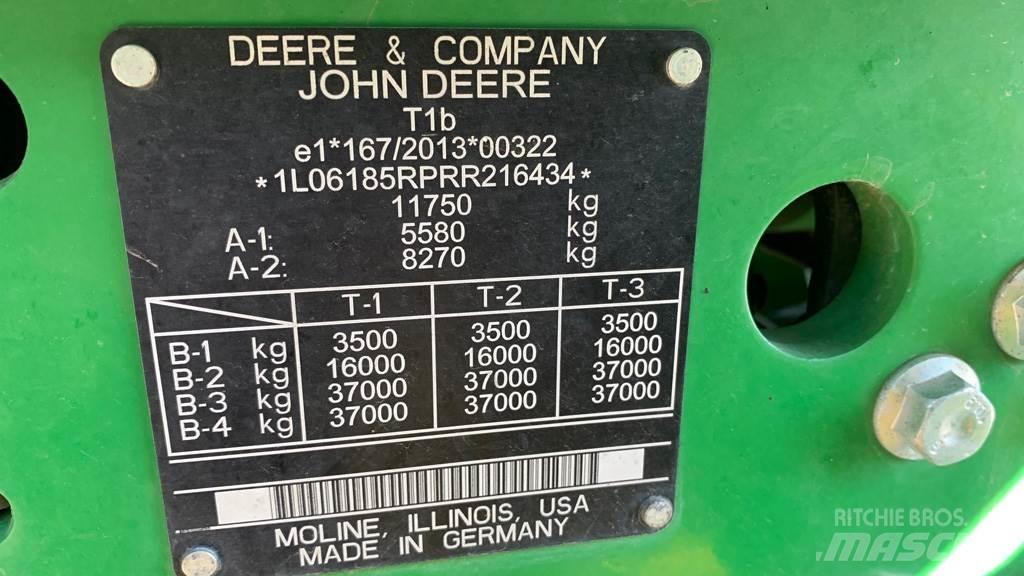 DEERE & COMPANY
JOHN DEERE
T1b
e1*167/2013*00322
*1L06185RPRR216434*
11750 kg
A-1: 5580 kg
A-2: 8270 kg
T-1 T-2 T-3
B-1 kg 3500 3500 3500
B-2 kg 16000 16000 16000
B-3 kg 37000 37000 37000
B-4 kg 37000 37000 37000
MOLINE, ILLINOIS, USA
MADE IN GERMANY
RITCHIE BROS.